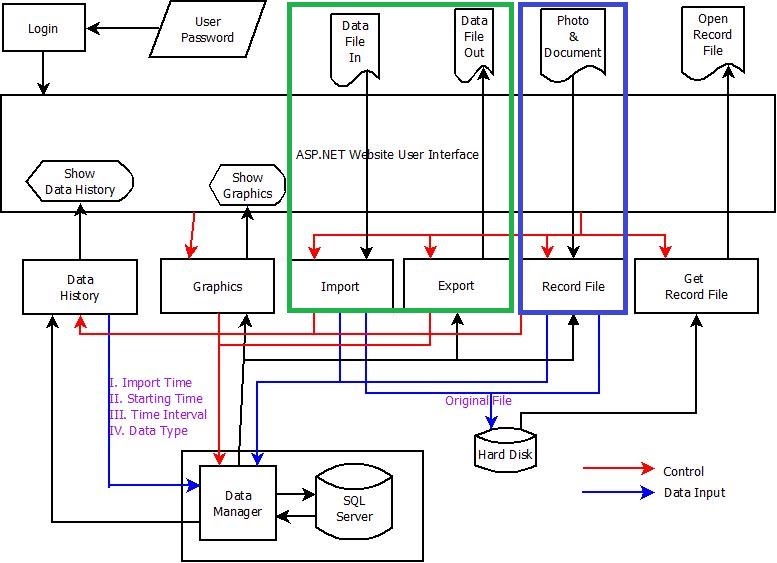 Login
User
Password
Data
File
In
Data
File
Out
Photo
&
Document
Open
Record
File
ASP.NET Website User Interface
Show
Data History
Show
Graphics
Data
History
Graphics
Import
Export
Record File
Get
Record File
I. Import Time
II. Starting Time
III. Time Interval
IV. Data Type
Original File
Hard Disk
Data
Manager
SQL
Server
Control
Data Input